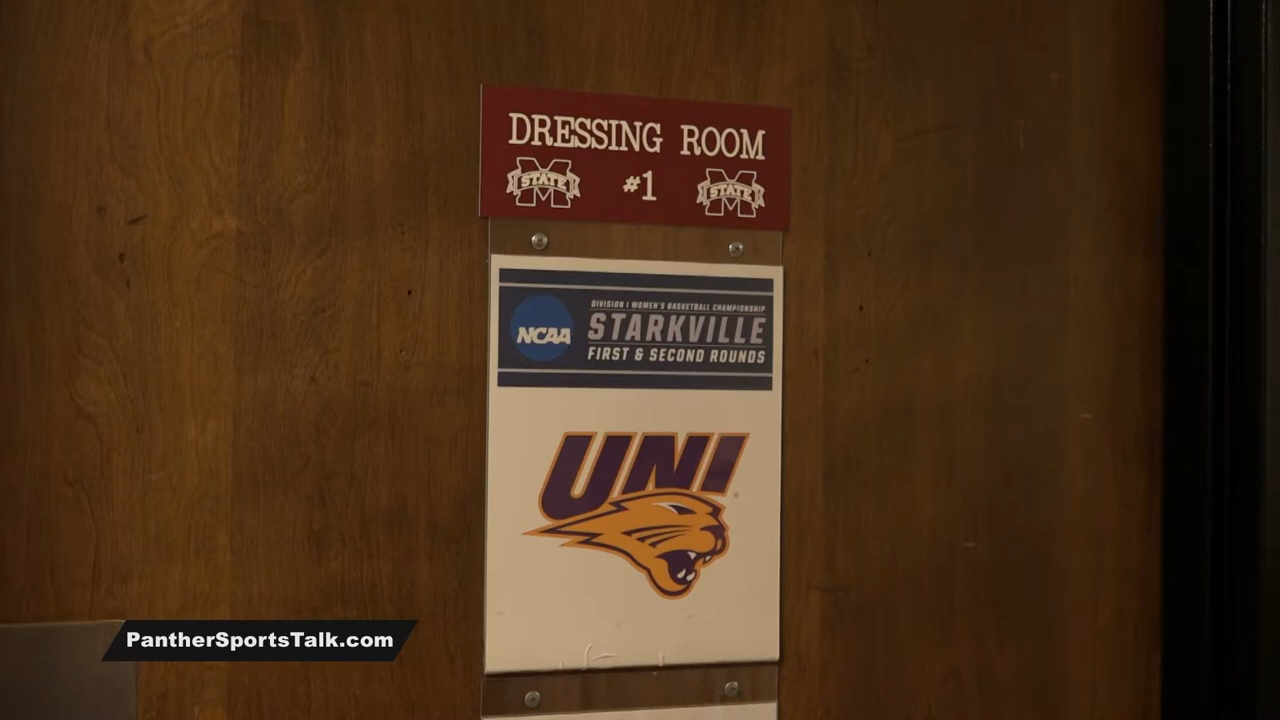 DRESSING ROOM
STATE #1 STATE
DIVISION I WOMEN'S BASKETBALL CHAMPIONSHIP
NCAA
STARKVILLE
FIRST & SECOND ROUNDS
UNI
PantherSportsTalk.com